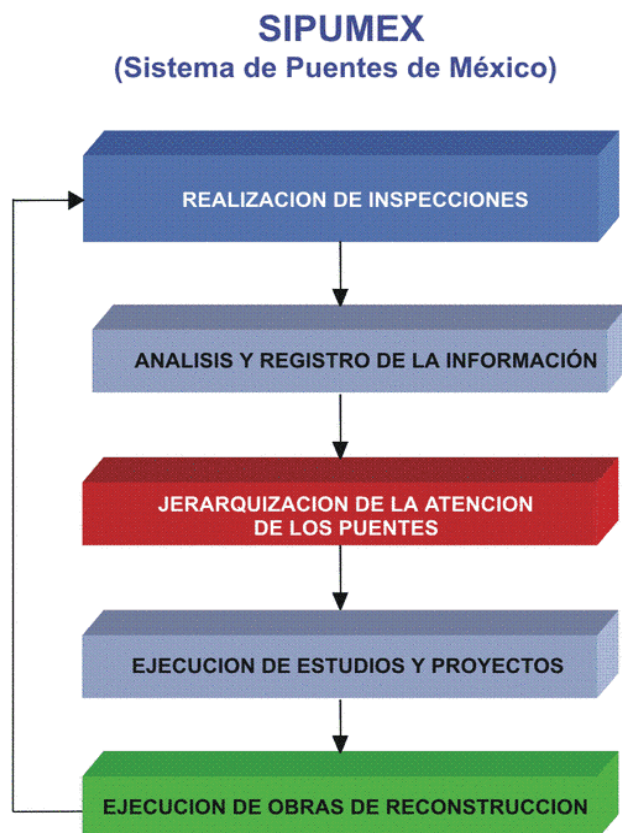 SIPUMEX
(Sistema de Puentes de México)
REALIZACION DE INSPECCIONES
ANALISIS Y REGISTRO DE LA INFORMACIÓN
JERARQUIZACION DE LA ATENCION
DE LOS PUENTES
EJECUCION DE ESTUDIOS Y PROYECTOS
EJECUCION DE OBRAS DE RECONSTRUCCION